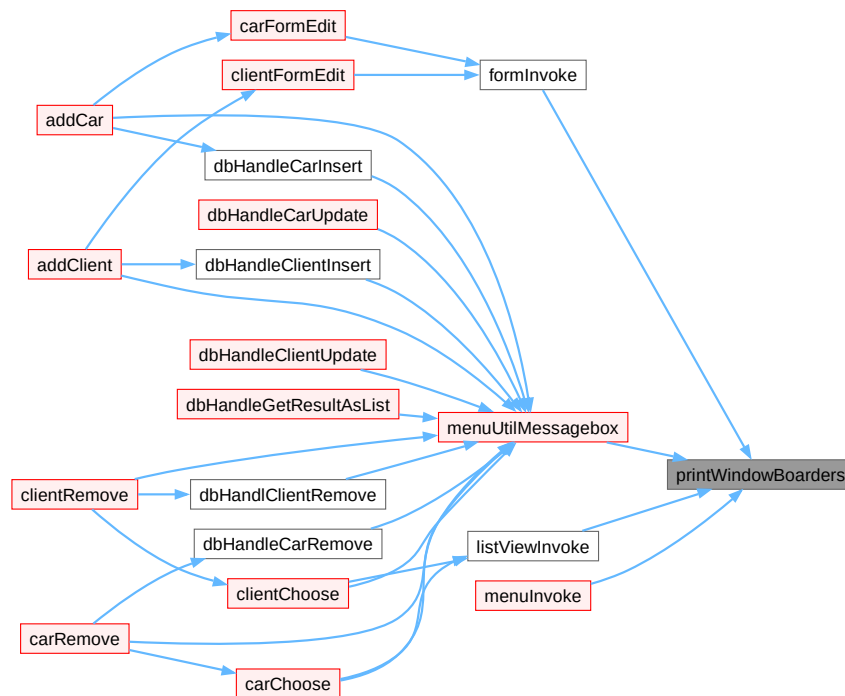 carFormEdit
clientFormEdit
formInvoke
addCar
dbHandleCarInsert
dbHandleCarUpdate
addClient
dbHandleClientInsert
dbHandleClientUpdate
dbHandleGetResultAsList
menuUtilMessagebox
printWindowBoarders
clientRemove
dbHandlClientRemove
dbHandleCarRemove
listViewInvoke
clientChoose
menuInvoke
carRemove
carChoose